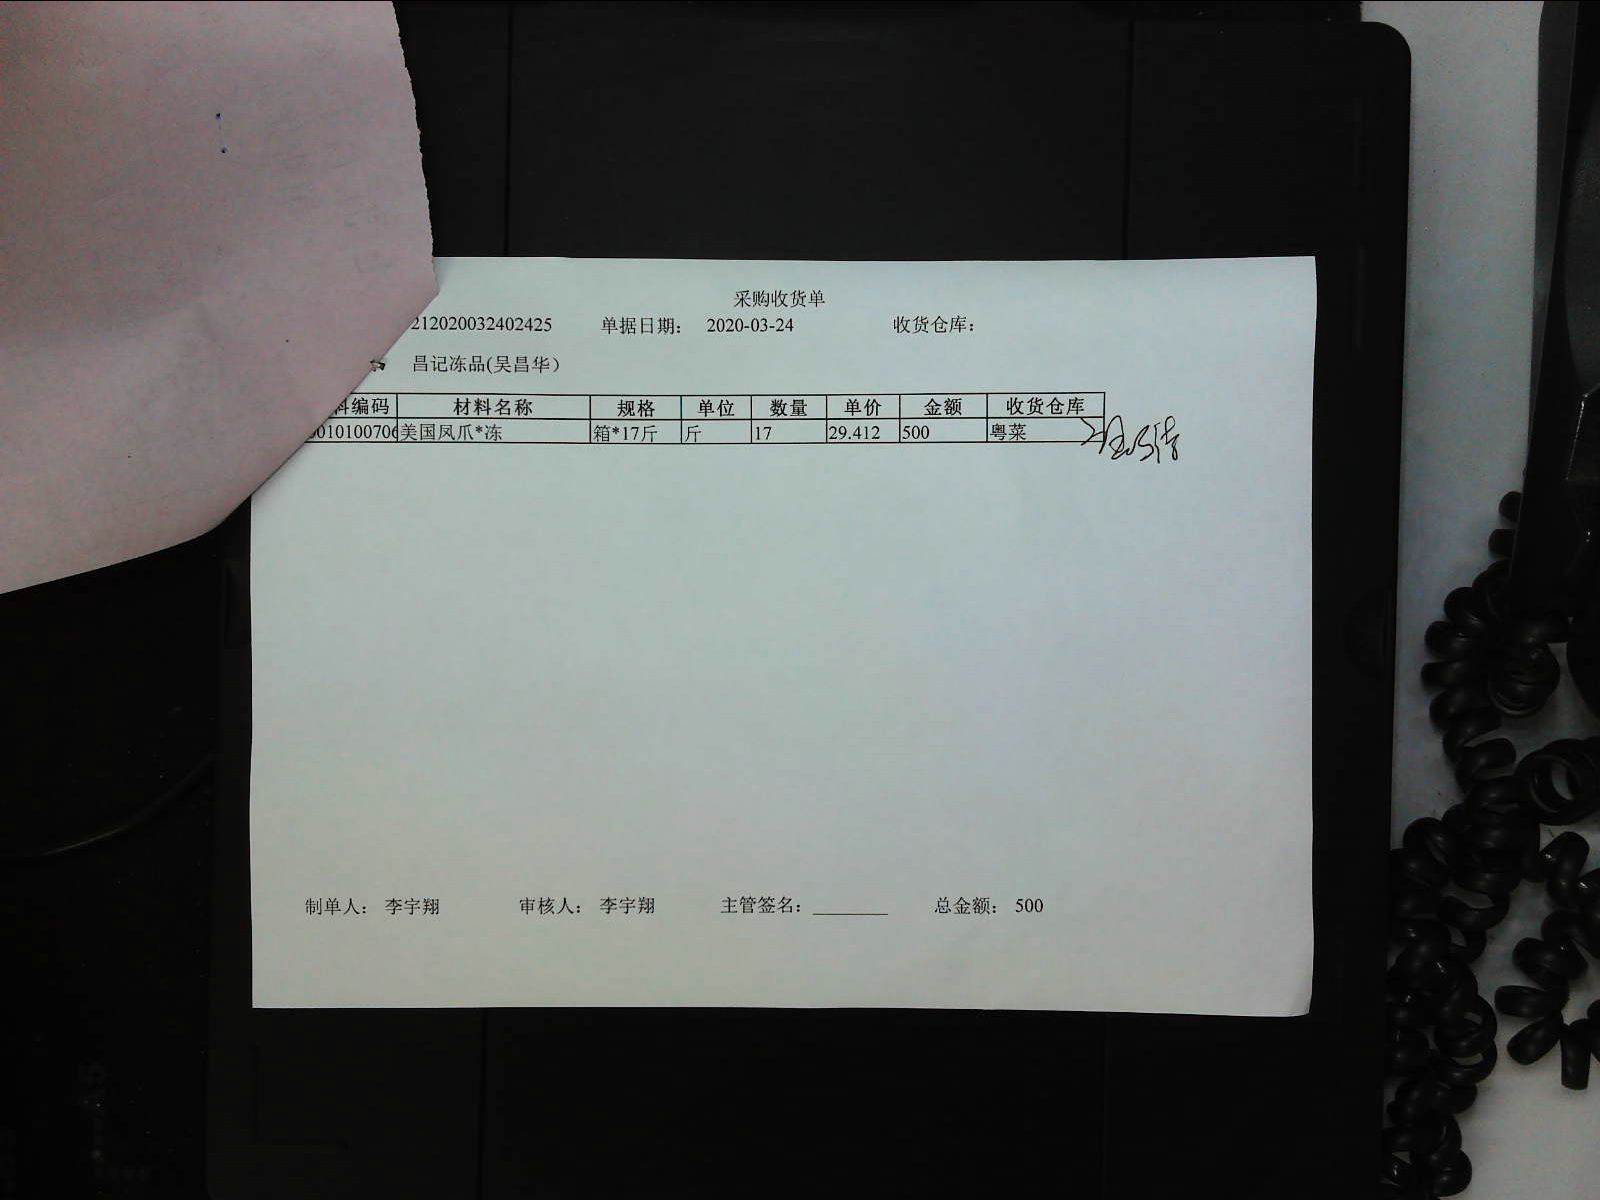 采购收货单
212020032402425 单据日期： 2020-03-24 收货仓库：
昌记冻品(吴昌华)
料编码 材料名称 规格 单位 数量 单价 金额 收货仓库
010100706 美国凤爪*冻 箱*17斤 斤 17 29.412 500 粤菜
制单人： 李宇翔 审核人： 李宇翔 主管签名： ________ 总金额： 500